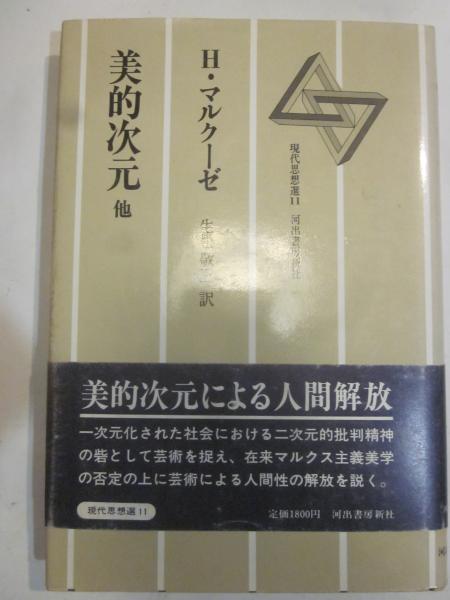 美的次元 他
H・マルクーゼ
生松敬三 訳
現代思想選11 河出書房新社
美的次元による人間解放
一次元化された社会における二次元的批判精神
の砦として芸術を捉え、在来マルクス主義美学
の否定の上に芸術による人間性の解放を説く。
現代思想選11
定価1800円 河出書房新社